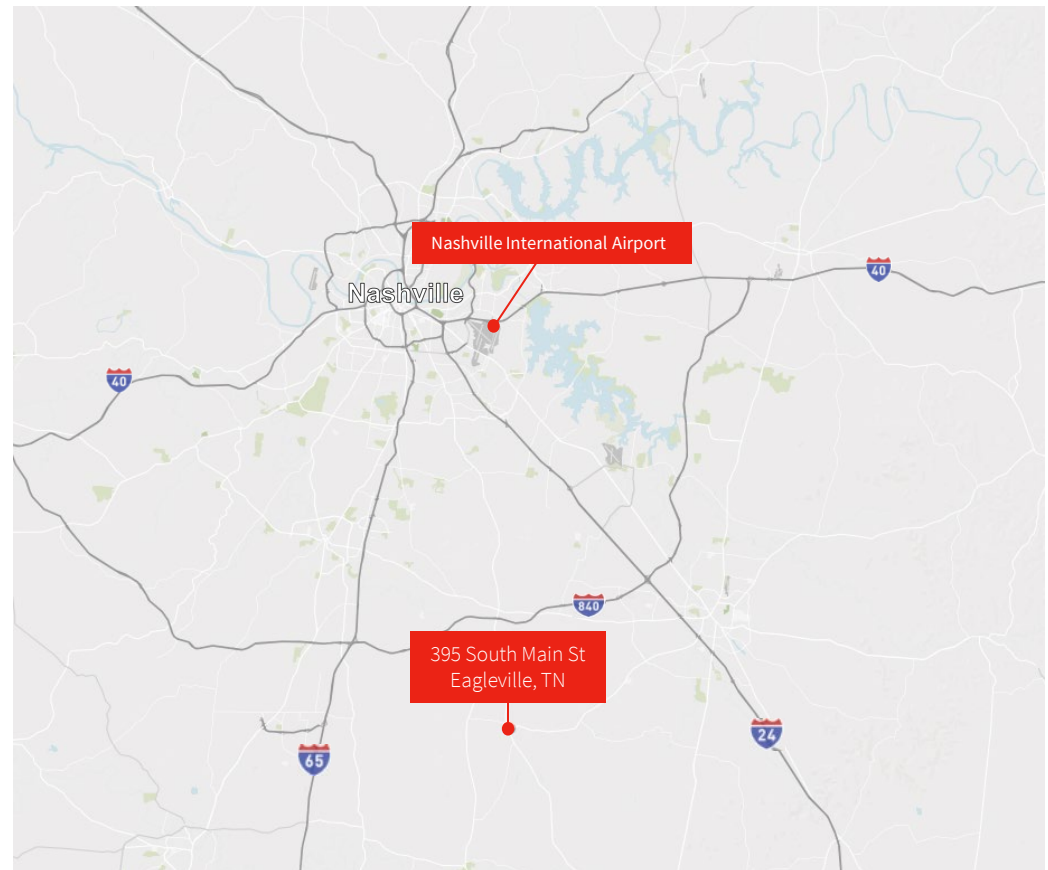 Nashville International Airport
40
Nashville
40
840
395 South Main St
Eagleville, TN
24
65